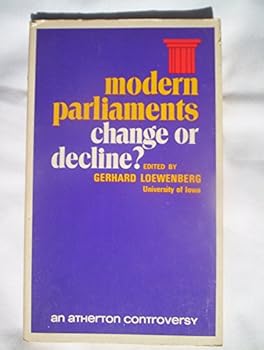 modern
parliaments
change or
decline? EDITED BY
GERHARD LOEWENBERG
University of Iowa
an atherton controversy